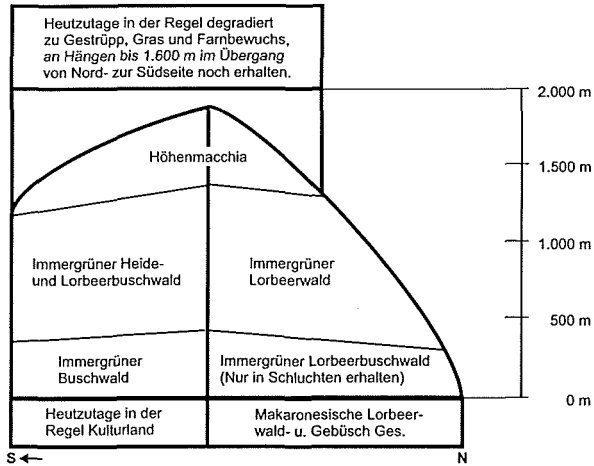 Heutzutage in der Regel degradiert
zu Gestrüpp, Gras und Farnbewuchs,
an Hängen bis 1.600 m im Übergang
von Nord- zur Südseite noch erhalten.
2.000 m
Höhenmacchia
1.500 m
1.000 m
Immergrüner Heide-
und Lorbeerbuschwald
Immergrüner
Lorbeerwald
500 m
Immergrüner
Buschwald
Immergrüner Lorbeerbuschwald
(Nur in Schluchten erhalten)
0 m
Heutzutage in der
Regel Kulturland
Makaronesische Lorbeer-
wald- u. Gebüsch Ges.
S ←
N